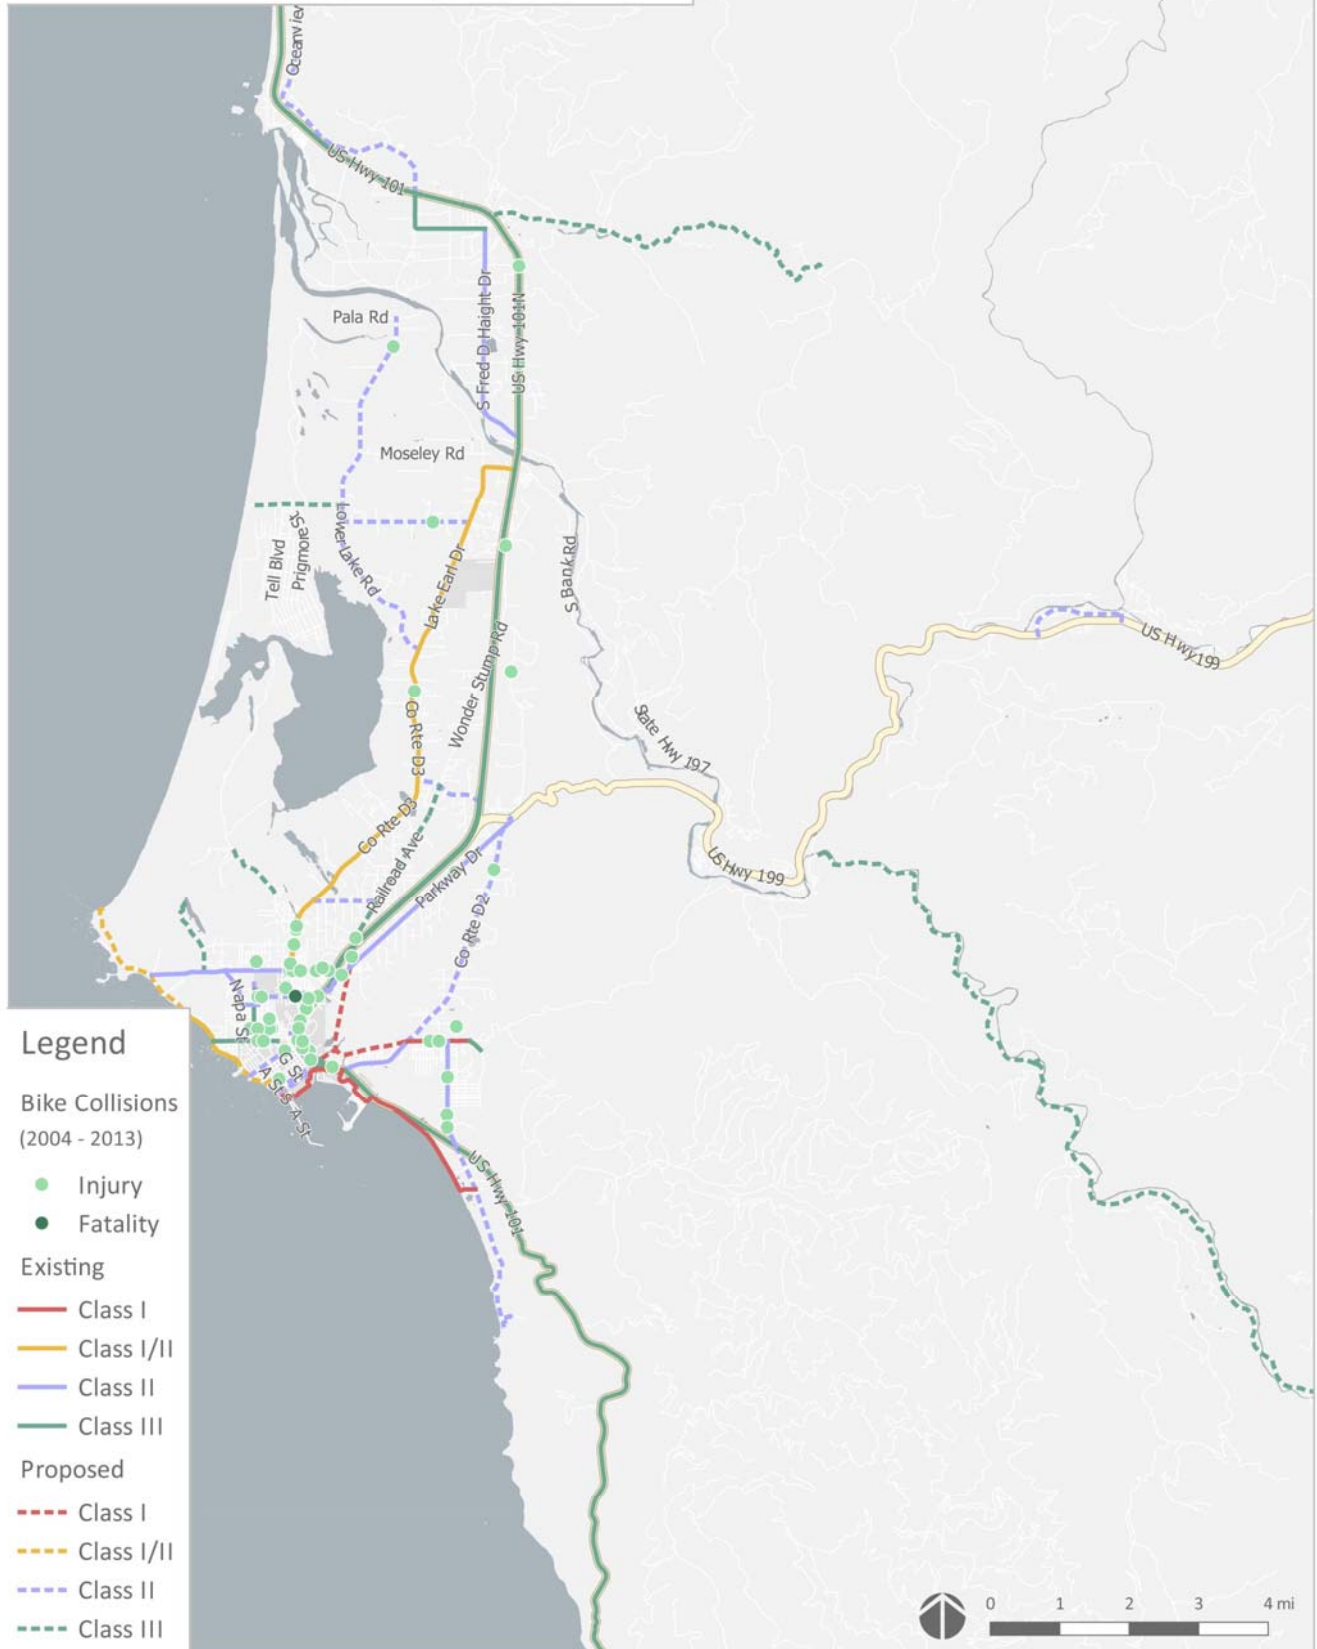 Oceanview
US Hwy 101
S Fred D Haight Dr
US Hwy 101N
Pala Rd
Moseley Rd
Lower Lake Rd
Tell Blvd
Prigmore St
Lake Earl Dr
S Bank Rd
US Hwy 199
Wonder Stump Rd
Co Rte D3
State Hwy 197
Co Rte D3
Railroad Ave
Parkway Dr
US Hwy 199
Co Rte D2
Napa St
G St
A St
S A St
US Hwy 101
Legend
Bike Collisions
(2004 - 2013)
Injury
Fatality
Existing
Class I
Class I/II
Class II
Class III
Proposed
Class I
Class I/II
Class II
Class III
0 1 2 3 4 mi